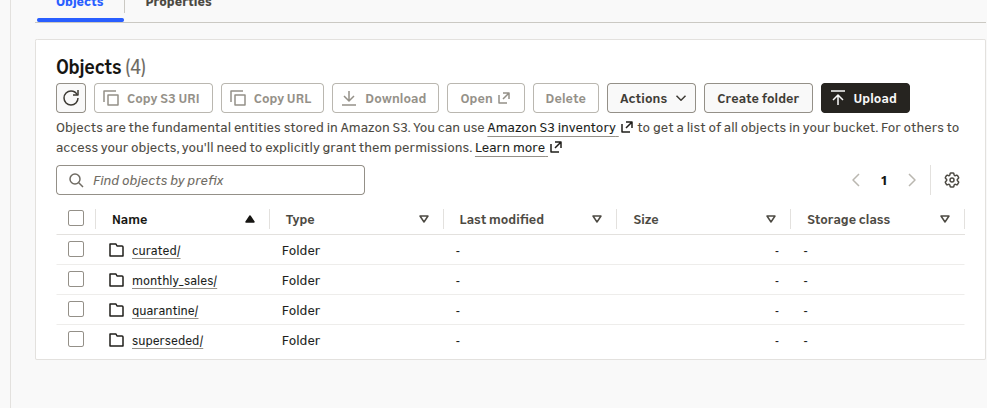 Objects Properties
Objects (4)
Copy S3 URI Copy URL Download Open Delete Actions Create folder Upload
Objects are the fundamental entities stored in Amazon S3. You can use Amazon S3 inventory to get a list of all objects in your bucket. For others to
access your objects, you'll need to explicitly grant them permissions. Learn more
Find objects by prefix 1
Name Type Last modified Size Storage class
curated/ Folder - - -
monthly_sales/ Folder - - -
quarantine/ Folder - - -
superseded/ Folder - - -